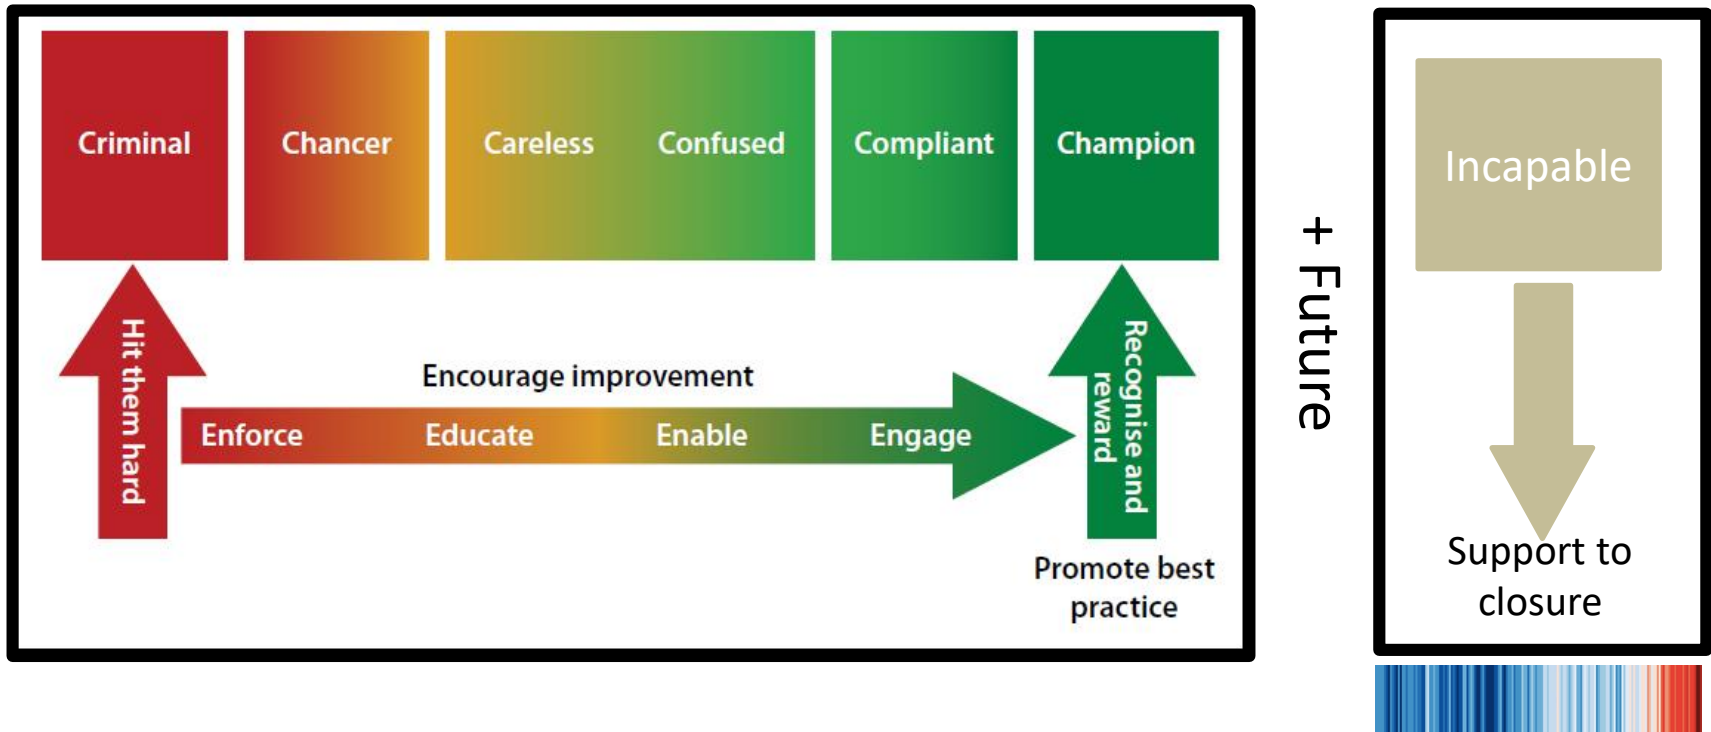 Criminal
Chancer
Careless
Confused
Compliant
Champion
Hit them hard
Encourage improvement
Enforce
Educate
Enable
Engage
Recognise and
reward
Promote best
practice
+ Future
Incapable
Support to
closure